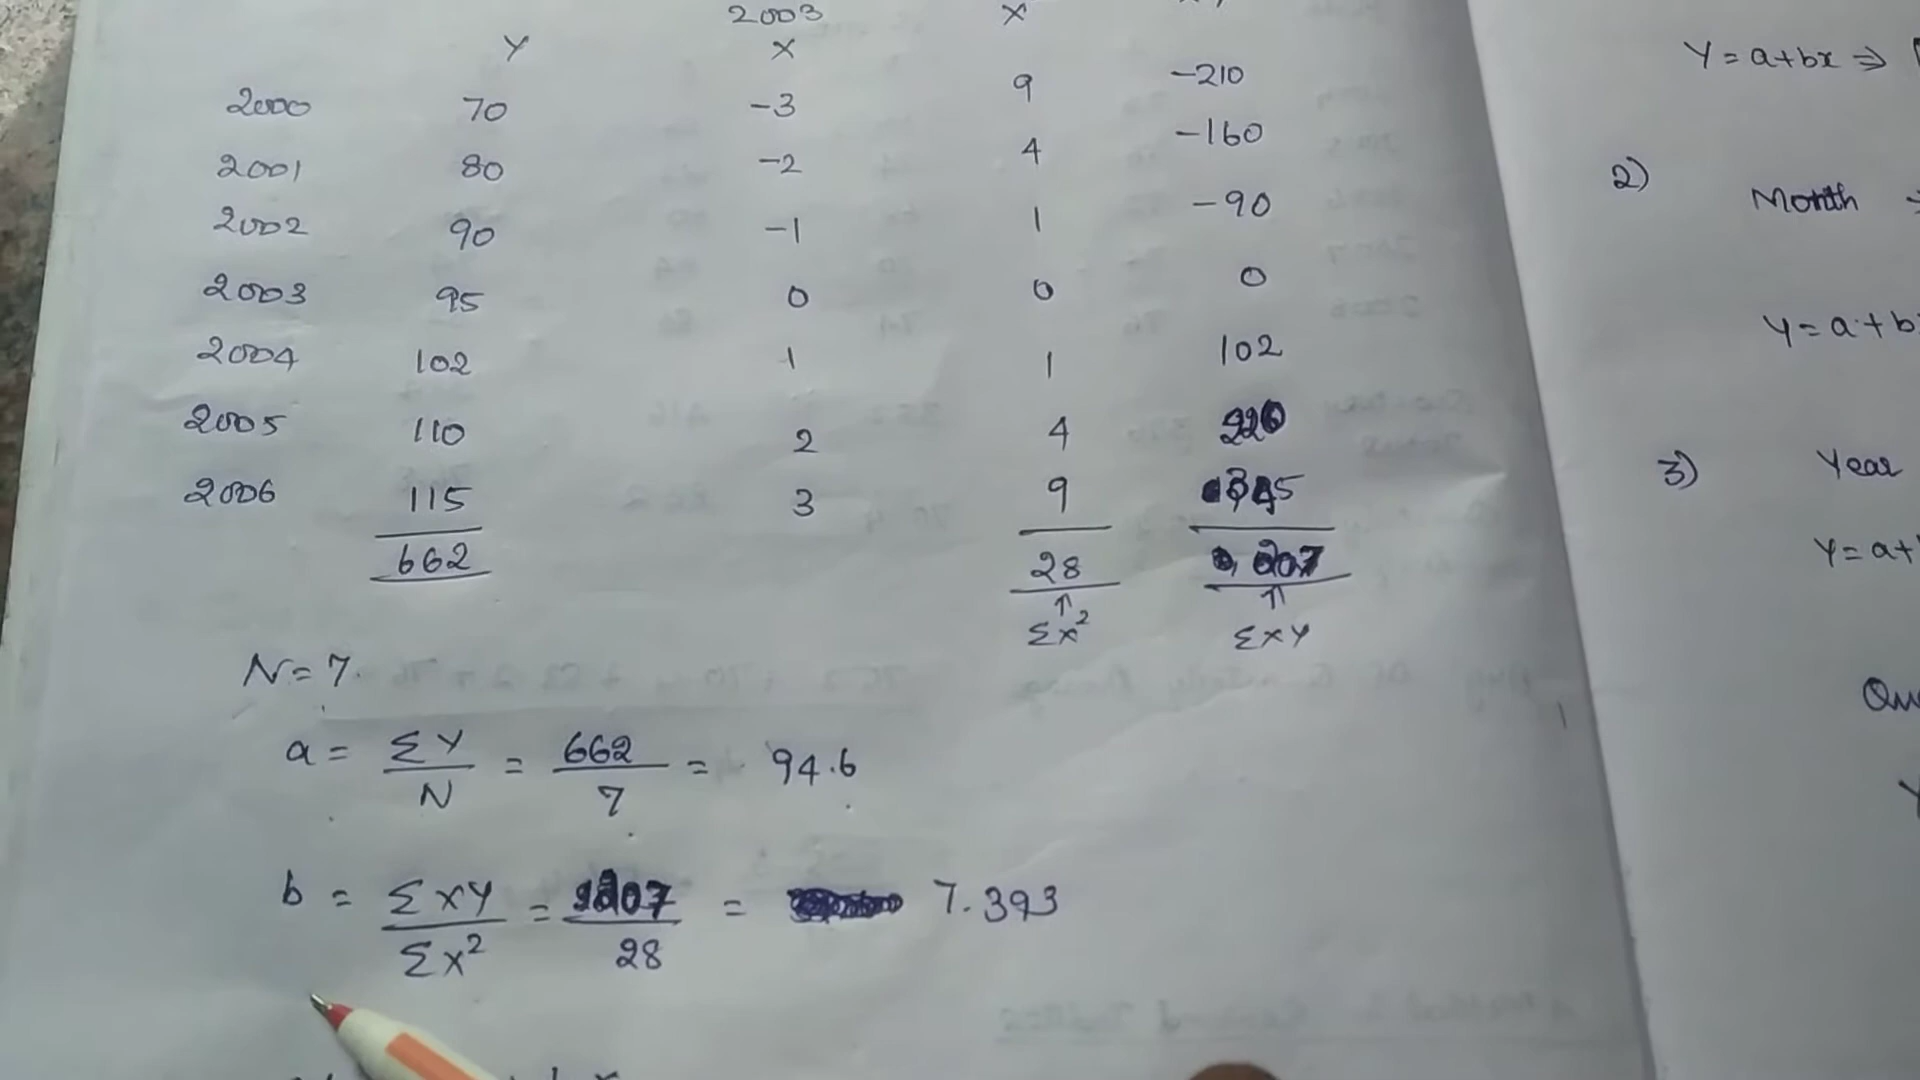 2003 X
Y X
2000 70 -3 9 -210
2001 80 -2 4 -160
2002 90 -1 1 -90
2003 95 0 0 0
2004 102 1 1 102
2005 110 2 4 220
2006 115 3 9 345
662 28 207
↑ ↑
Σx² ΣXY
N=7.
a = ΣY/N = 662/7 = 94.6
b = ΣXY/Σx² = 207/28 = 7.393
Y=a+bx ⇒
2) Month
Y=a+b
3) Year
Y=a+